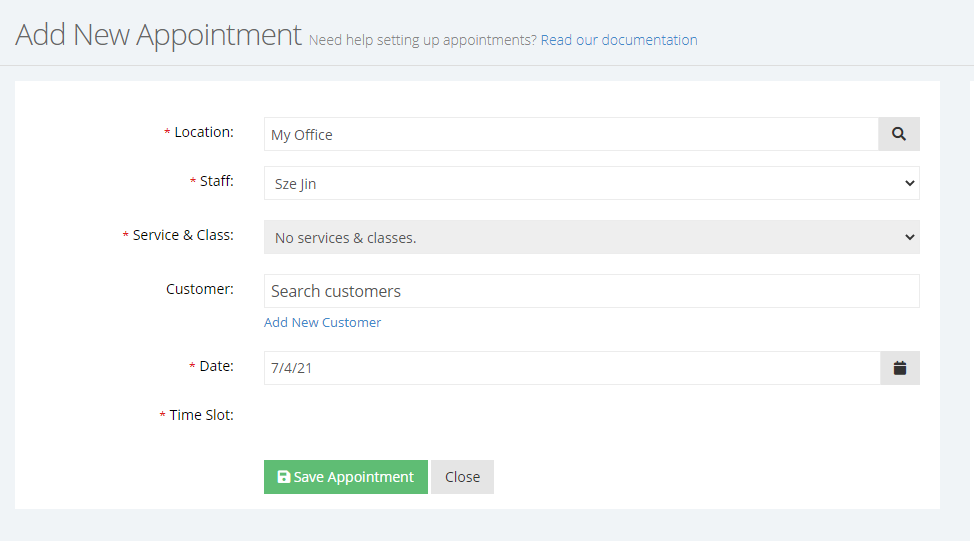 Add New Appointment Need help setting up appointments? Read our documentation
* Location: My Office
* Staff: Sze Jin
* Service & Class: No services & classes.
Customer: Search customers
Add New Customer
* Date: 7/4/21
* Time Slot:
Save Appointment Close